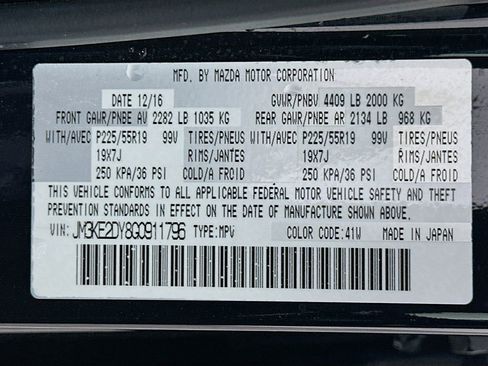 MFD. BY MAZDA MOTOR CORPORATION
DATE 12/16 GVWR/PNBV 4409 LB 2000 KG
FRONT GAWR/PNBE AV 2282 LB 1035 KG REAR GAWR/PNBE AR 2134 LB 968 KG
WITH/AVEC P225/55R19 99V TIRES/PNEUS WITH/AVEC P225/55R19 99V TIRES/PNEUS
19X7J RIMS/JANTES 19X7J RIMS/JANTES
250 KPA/36 PSI COLD/A FROID 250 KPA/36 PSI COLD/A FROID
THIS VEHICLE CONFORMS TO ALL APPLICABLE FEDERAL MOTOR VEHICLE SAFETY AND THEFT
PREVENTION STANDARDS IN EFFECT ON THE DATE OF MANUFACTURE SHOWN ABOVE.
VIN: JM3KE2DY8G0911796 TYPE: MPV COLOR CODE: 41W MADE IN JAPAN